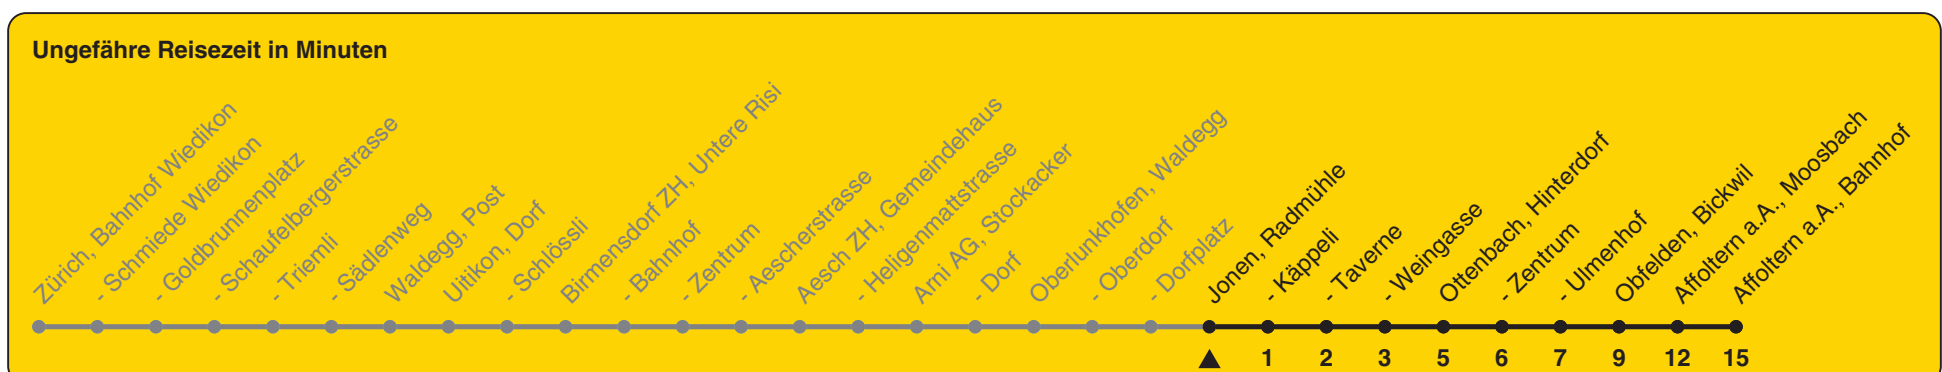 Ungefähre Reisezeit in Minuten
Zürich, Bahnhof Wiedikon
- Schmiede Wiedikon
- Goldbrunnenplatz
- Schaufelbergerstrasse
- Triemli
- Sädlenweg
Waldegg, Post
Uitikon, Dorf
- Schlössli
Birmensdorf ZH, Untere Risi
- Bahnhof
- Zentrum
- Aescherstrasse
Aesch ZH, Gemeindehaus
- Heligenmattstrasse
Arni AG, Stockacker
- Dorf
Oberlunkhofen, Waldegg
- Oberdorf
- Dorfplatz
Jonen, Radmühle
- Käppeli
- Taverne
- Weingasse
Ottenbach, Hinterdorf
- Zentrum
- Ulmenhof
Obfelden, Bickwil
Affoltern a.A., Moosbach
Affoltern a.A., Bahnhof
1 2 3 5 6 7 9 12 15